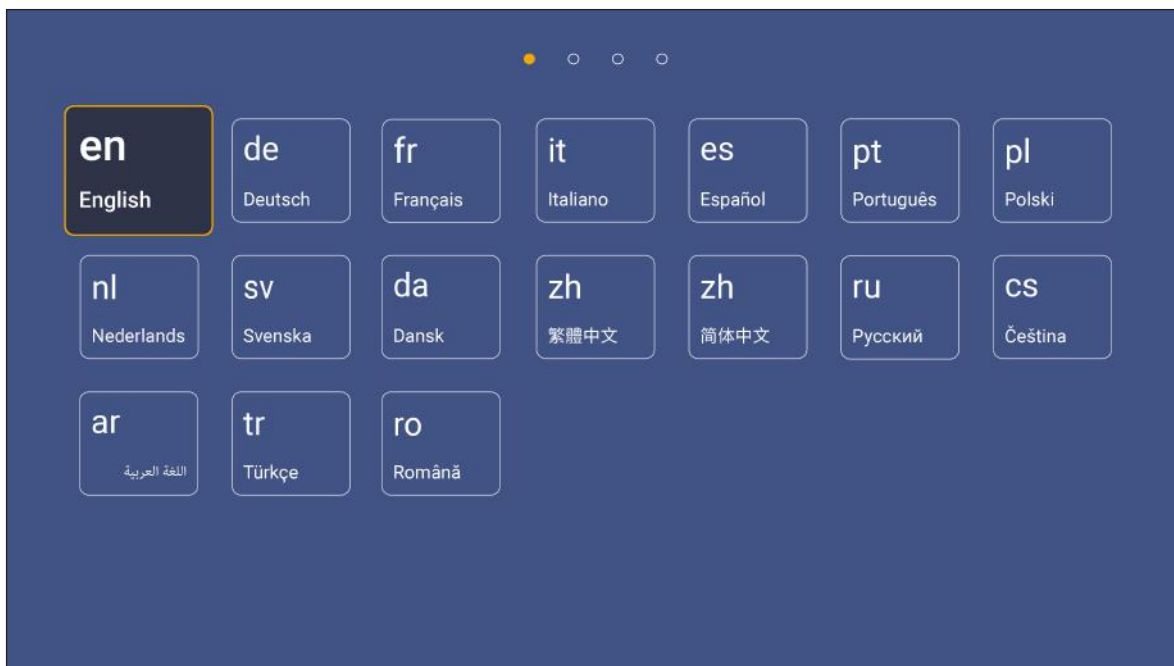 en
English
de
Deutsch
fr
Français
it
Italiano
es
Español
pt
Português
pl
Polski
nl
Nederlands
sv
Svenska
da
Dansk
zh
繁體中文
zh
简体中文
ru
Русский
cs
Čeština
ar
اللغة العربية
tr
Türkçe
ro
Română